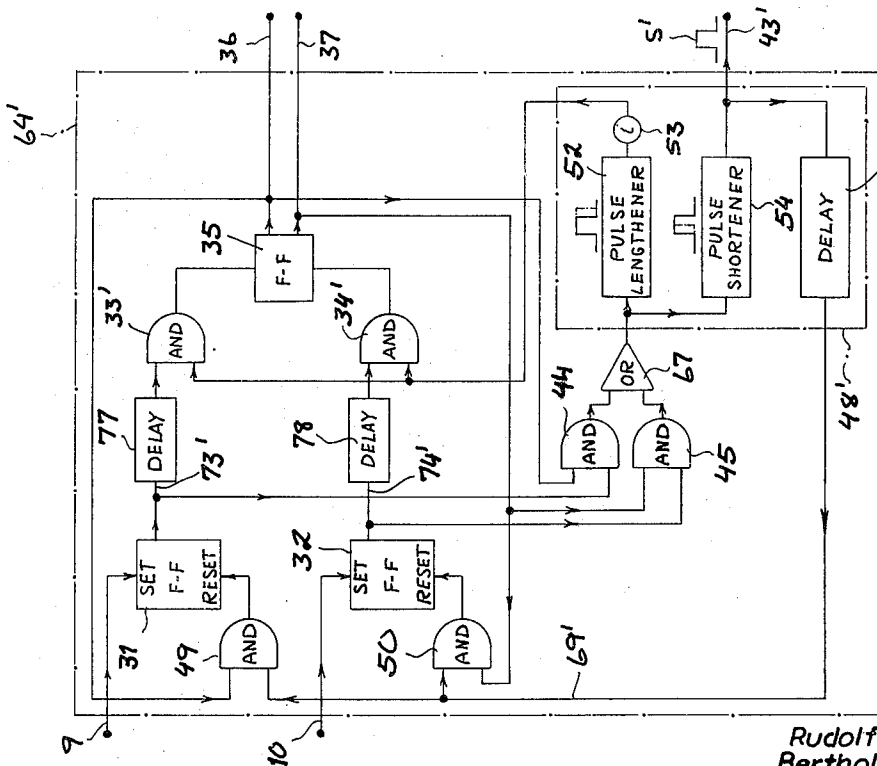 64'
36
37
S'
43'
35
F-F
33'
AND
34'
AND
52
PULSE
LENGTHENER
i
53
PULSE
SHORTENER
54
DELAY
77
DELAY
73'
78
DELAY
74'
OR
67
48'
44
AND
AND
45
SET
F-F
RESET
31
32
SET
F-F
RESET
49
AND
50
AND
69'
9
10
Rudolf
Berthol